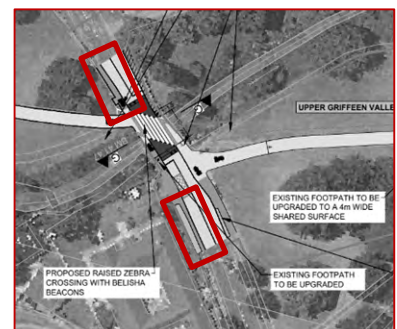 UPPER GRIFFEEN VALLE
EXISTING FOOTPATH TO BE
UPGRADED TO A 4m WIDE
SHARED SURFACE
PROPOSED RAISED ZEBRA
CROSSING WITH BELISHA
BEACONS
EXISTING FOOTPATH
TO BE UPGRADED